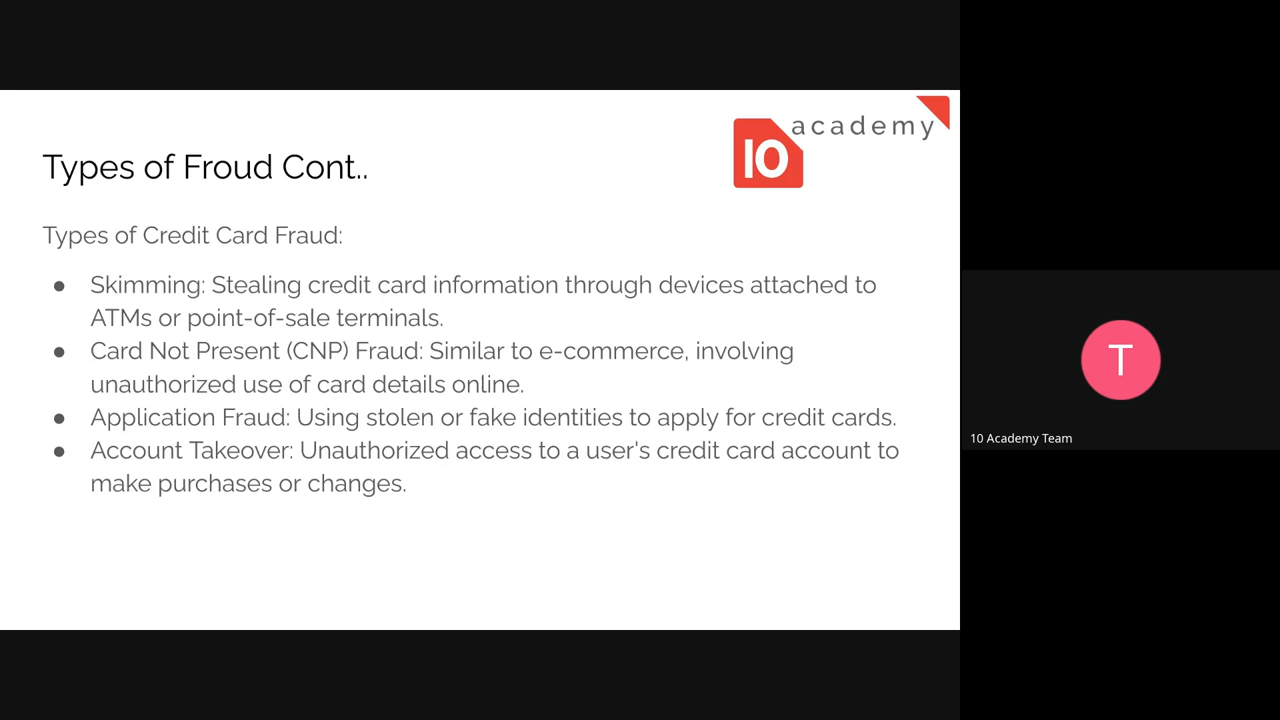 10 academy
Types of Froud Cont..
Types of Credit Card Fraud:
● Skimming: Stealing credit card information through devices attached to
ATMs or point-of-sale terminals.
● Card Not Present (CNP) Fraud: Similar to e-commerce, involving
unauthorized use of card details online.
● Application Fraud: Using stolen or fake identities to apply for credit cards.
● Account Takeover: Unauthorized access to a user's credit card account to
make purchases or changes.
T
10 Academy Team